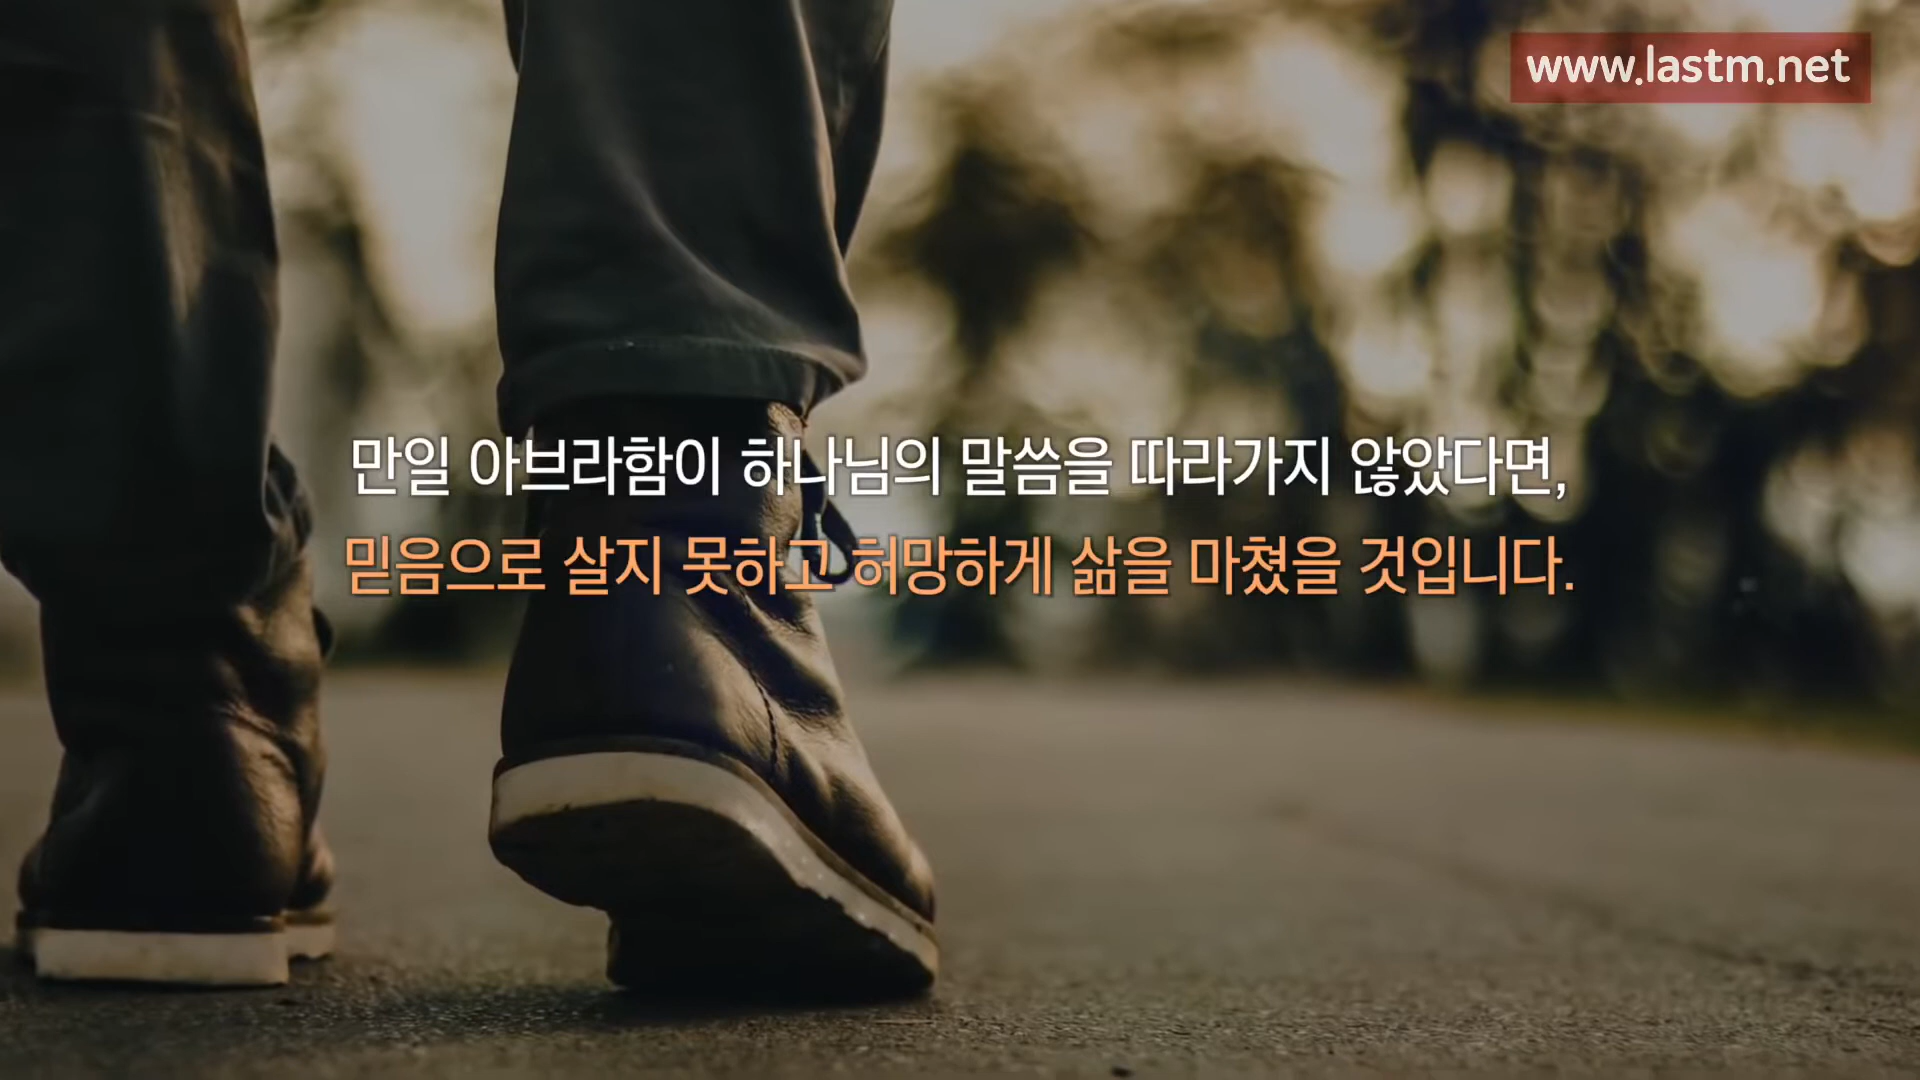 www.lastm.net
만일 아브라함이 하나님의 말씀을 따라가지 않았다면,
믿음으로 살지 못하고 허망하게 삶을 마쳤을 것입니다.